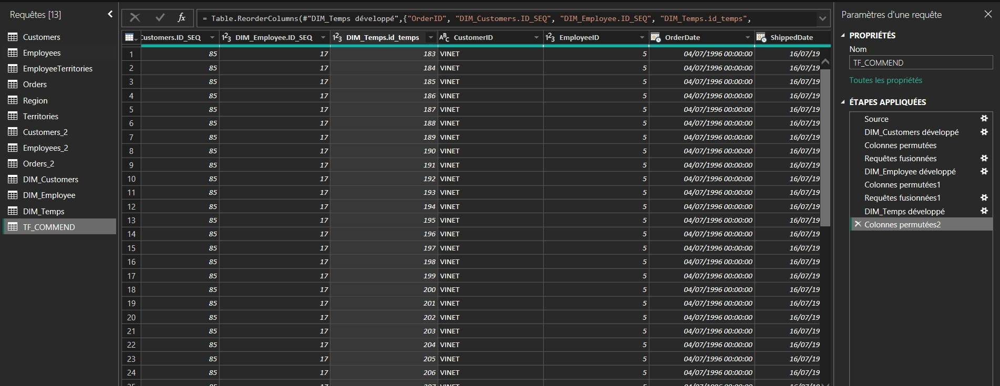 Requêtes [13]
Customers
Employees
EmployeeTerritories
Orders
Region
Territories
Customers_2
Employees_2
Orders_2
DIM_Customers
DIM_Employee
DIM_Temps
TF_COMMEND
fx
= Table.ReorderColumns(#"DIM_Temps développé",{"OrderID", "DIM_Customers.ID_SEQ", "DIM_Employee.ID_SEQ", "DIM_Temps.id_temps",
Customers.ID_SEQ 123 DIM_Employee.ID_SEQ 123 DIM_Temps.id_temps ABC CustomerID 123 EmployeeID OrderDate ShippedDate
1 85 17 183 VINET 5 04/07/1996 00:00:00 16/07/19
2 85 17 184 VINET 5 04/07/1996 00:00:00 16/07/19
3 85 17 185 VINET 5 04/07/1996 00:00:00 16/07/19
4 85 17 186 VINET 5 04/07/1996 00:00:00 16/07/19
5 85 17 187 VINET 5 04/07/1996 00:00:00 16/07/19
6 85 17 188 VINET 5 04/07/1996 00:00:00 16/07/19
7 85 17 189 VINET 5 04/07/1996 00:00:00 16/07/19
8 85 17 190 VINET 5 04/07/1996 00:00:00 16/07/19
9 85 17 191 VINET 5 04/07/1996 00:00:00 16/07/19
10 85 17 192 VINET 5 04/07/1996 00:00:00 16/07/19
11 85 17 193 VINET 5 04/07/1996 00:00:00 16/07/19
12 85 17 194 VINET 5 04/07/1996 00:00:00 16/07/19
13 85 17 195 VINET 5 04/07/1996 00:00:00 16/07/19
14 85 17 196 VINET 5 04/07/1996 00:00:00 16/07/19
15 85 17 197 VINET 5 04/07/1996 00:00:00 16/07/19
16 85 17 198 VINET 5 04/07/1996 00:00:00 16/07/19
17 85 17 199 VINET 5 04/07/1996 00:00:00 16/07/19
18 85 17 200 VINET 5 04/07/1996 00:00:00 16/07/19
19 85 17 201 VINET 5 04/07/1996 00:00:00 16/07/19
20 85 17 202 VINET 5 04/07/1996 00:00:00 16/07/19
21 85 17 203 VINET 5 04/07/1996 00:00:00 16/07/19
22 85 17 204 VINET 5 04/07/1996 00:00:00 16/07/19
23 85 17 205 VINET 5 04/07/1996 00:00:00 16/07/19
24 85 17 206 VINET 5 04/07/1996 00:00:00 16/07/19
Paramètres d'une requête
PROPRIÉTÉS
Nom
TF_COMMEND
Toutes les propriétés
ÉTAPES APPLIQUÉES
Source
DIM_Customers développé
Colonnes permutées
Requêtes fusionnées
DIM_Employee développé
Colonnes permutées1
Requêtes fusionnées1
DIM_Temps développé
Colonnes permutées2